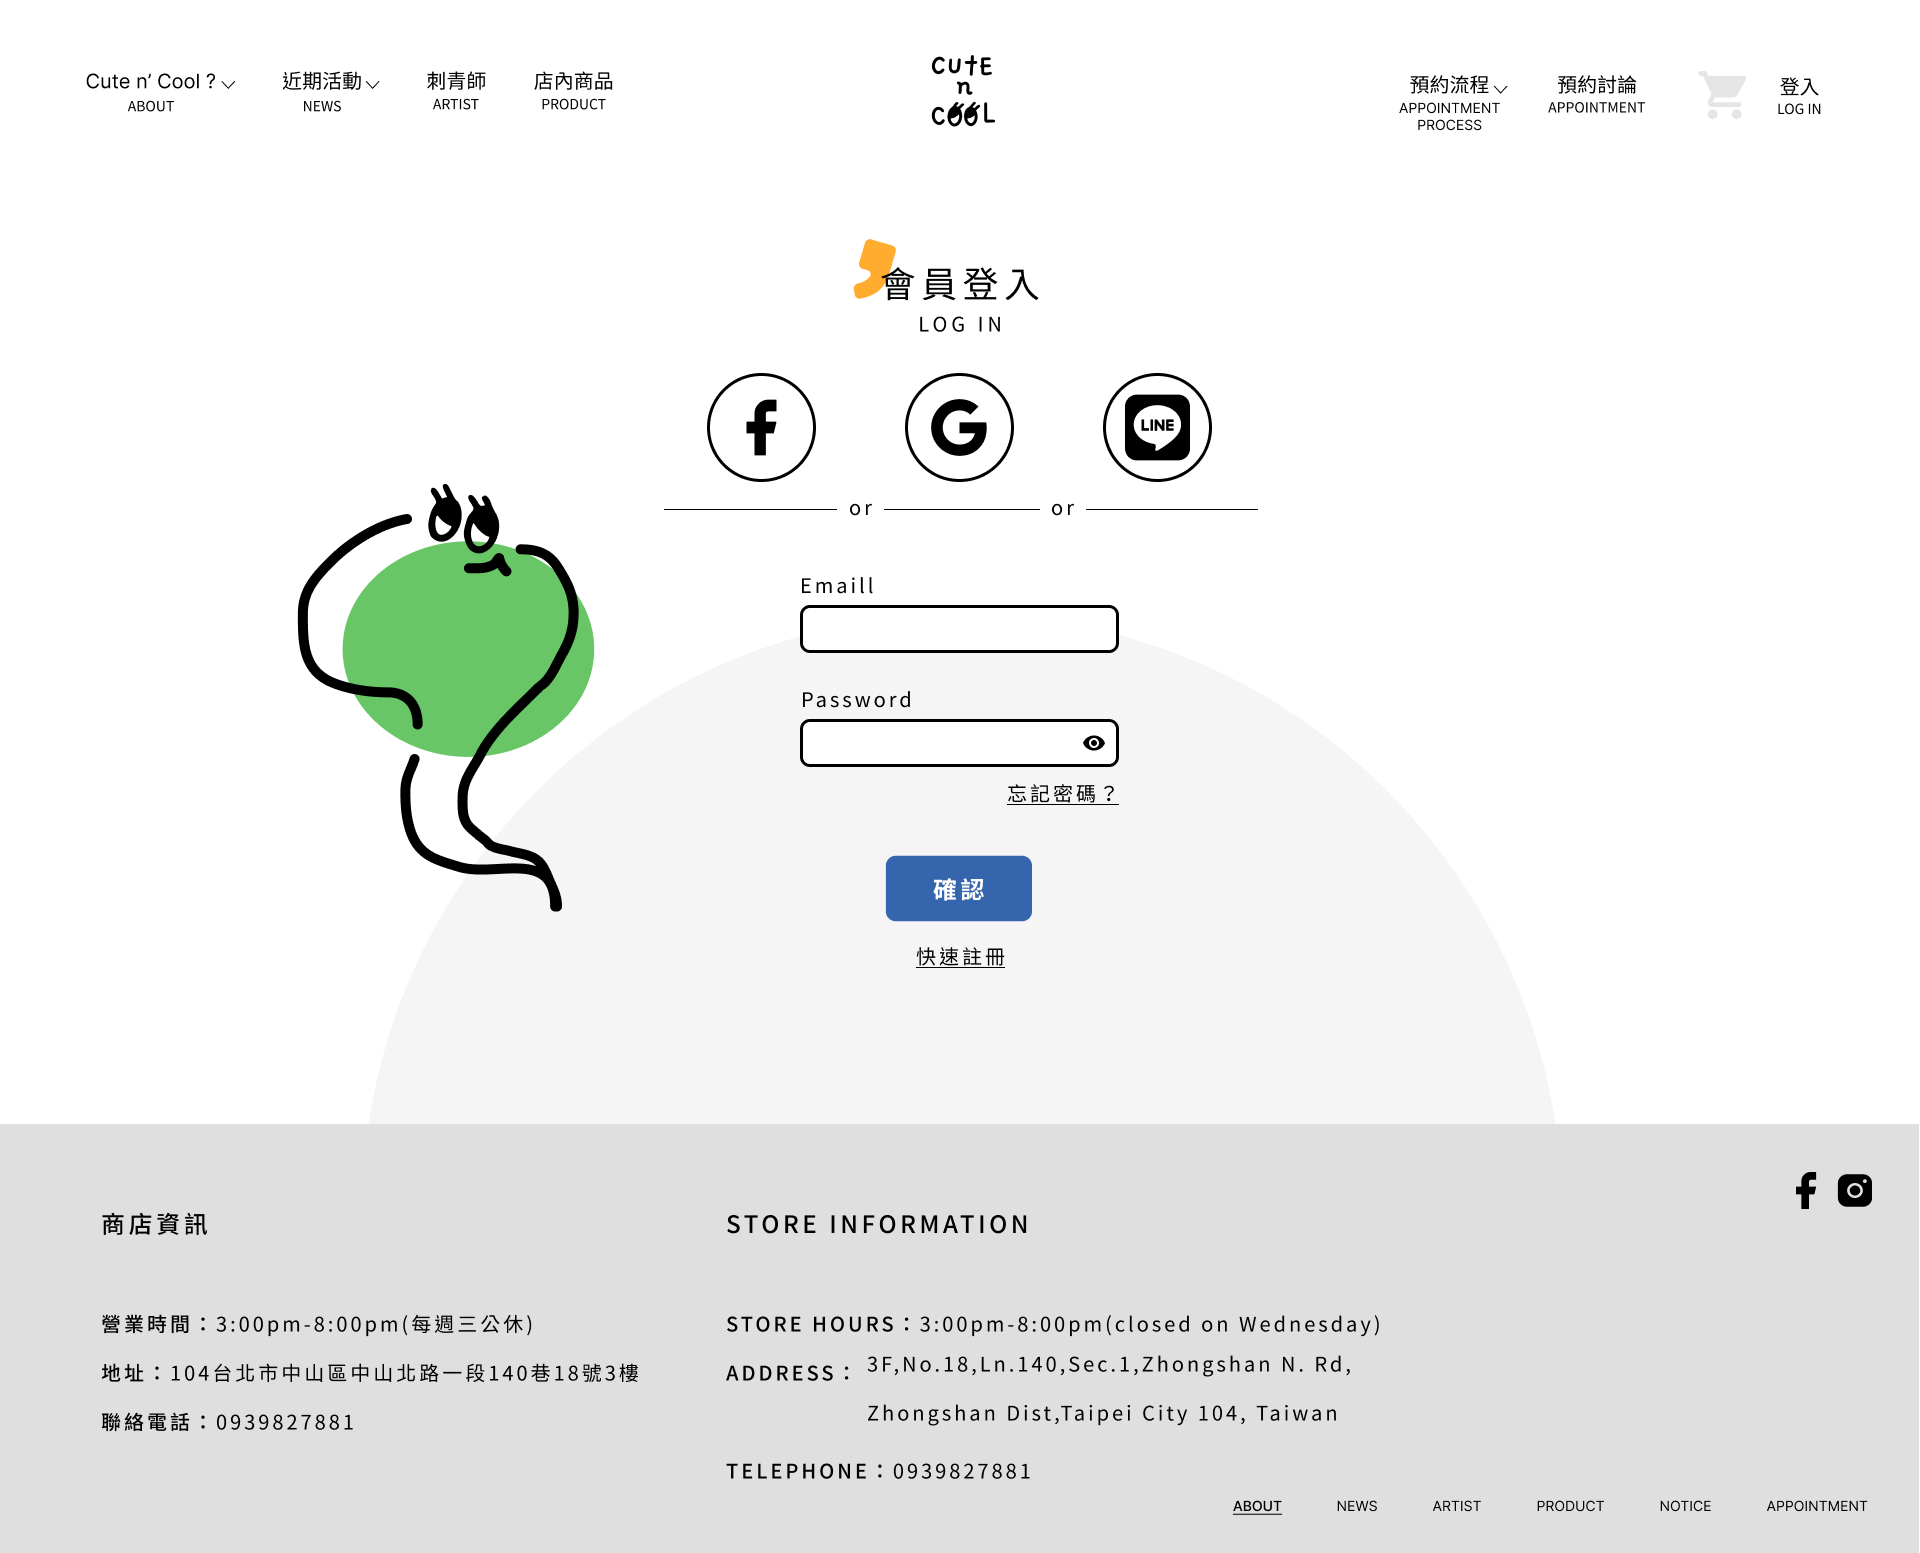 Cute n’ Cool ?
ABOUT
近期活動
NEWS
刺青師
ARTIST
店內商品
PRODUCT
CUtE
n
COOL
預約流程
APPOINTMENT
PROCESS
預約討論
APPOINTMENT
登入
LOG IN
會員登入
LOG IN
LINE
or
or
Emaill
Password
忘記密碼？
確認
快速註冊
商店資訊
營業時間：3:00pm-8:00pm(每週三公休)
地址：104台北市中山區中山北路一段140巷18號3樓
聯絡電話：0939827881
STORE INFORMATION
STORE HOURS：3:00pm-8:00pm(closed on Wednesday)
ADDRESS： 3F,No.18,Ln.140,Sec.1,Zhongshan N. Rd,
Zhongshan Dist,Taipei City 104, Taiwan
TELEPHONE：0939827881
ABOUT
NEWS
ARTIST
PRODUCT
NOTICE
APPOINTMENT